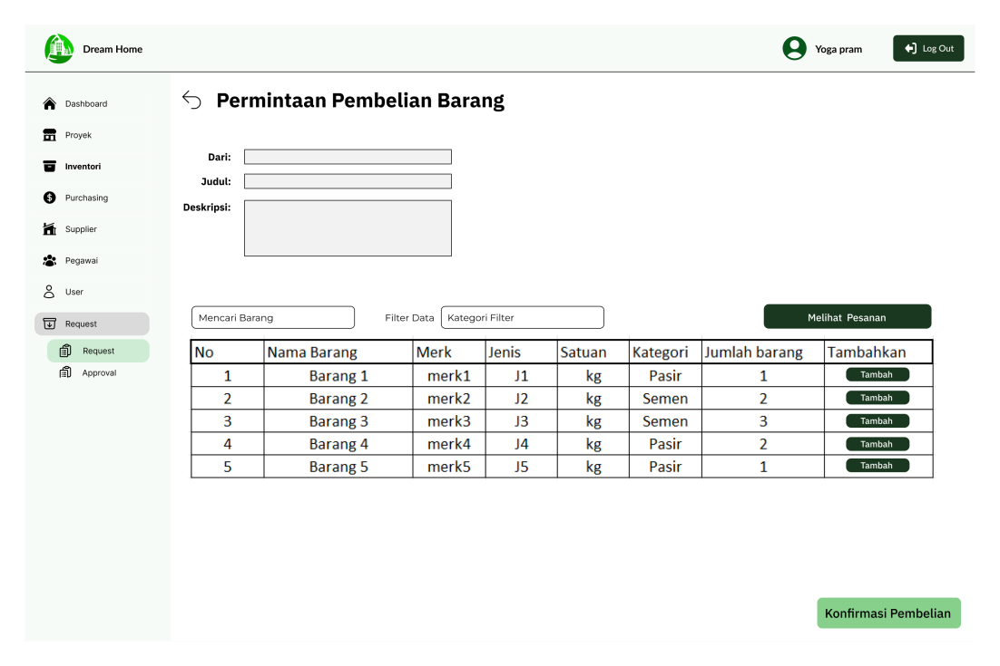 Dream Home
Yoga pram
Log Out
Dashboard
Proyek
Inventori
Purchasing
Supplier
Pegawai
User
Request
Request
Approval
Permintaan Pembelian Barang
Dari:
Judul:
Deskripsi:
Mencari Barang
Filter Data
Kategori Filter
Melihat Pesanan
No Nama Barang Merk Jenis Satuan Kategori Jumlah barang Tambahkan
1 Barang 1 merk1 J1 kg Pasir 1 Tambah
2 Barang 2 merk2 J2 kg Semen 2 Tambah
3 Barang 3 merk3 J3 kg Semen 3 Tambah
4 Barang 4 merk4 J4 kg Pasir 2 Tambah
5 Barang 5 merk5 J5 kg Pasir 1 Tambah
Konfirmasi Pembelian